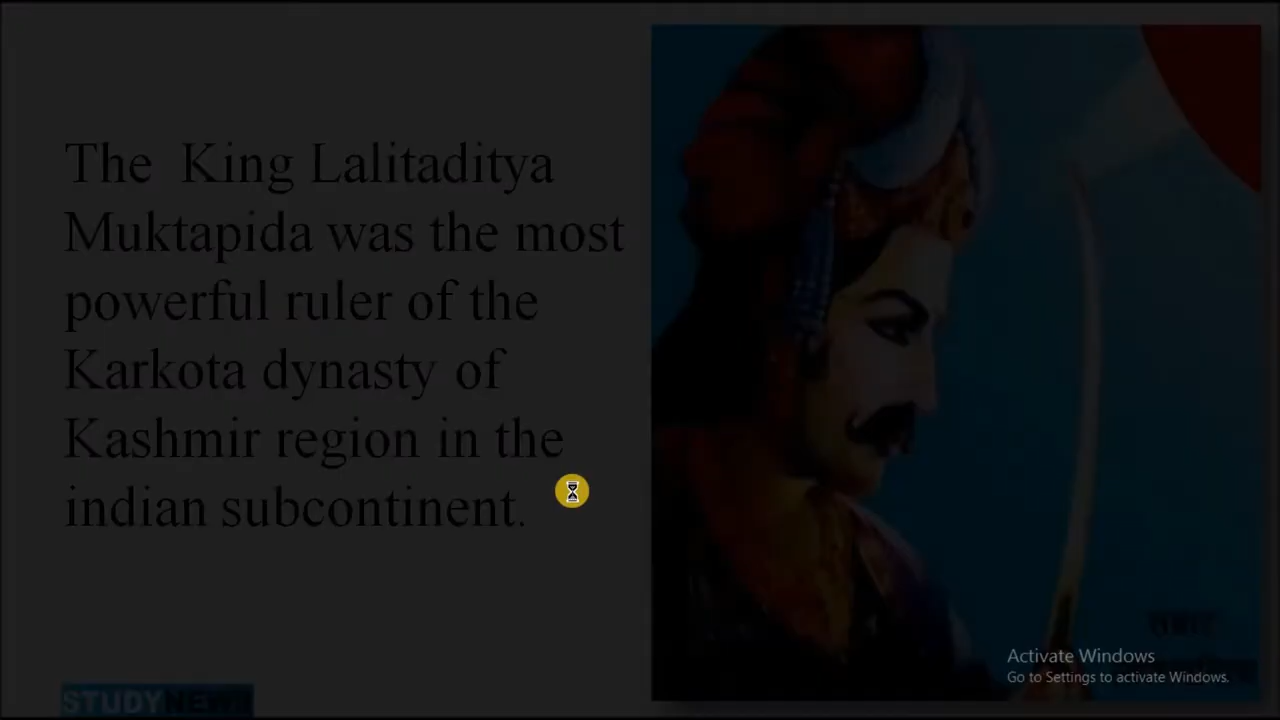 The King Lalitaditya
Muktapida was the most
powerful ruler of the
Karkota dynasty of
Kashmir region in the
indian subcontinent.
Activate Windows
Go to Settings to activate Windows.
STUDYNEWS